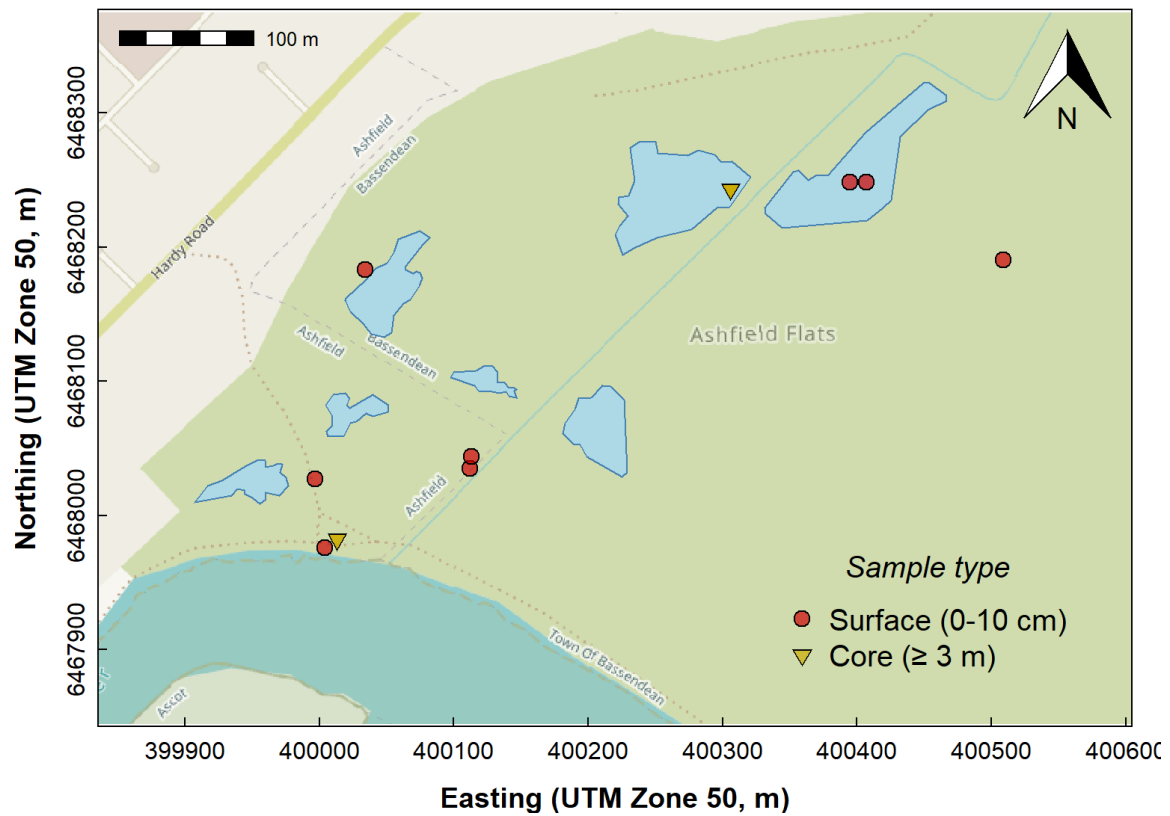 100 m
N
Ashfield
Bassendean
Hardy Road
Ashfield
Bassendean
Ashfield Flats
Ashfield
Town Of Bassendean
Ascot
Sample type
Surface (0-10 cm)
Core (≥ 3 m)
6468300
6468200
6468100
6468000
6467900
Northing (UTM Zone 50, m)
399900 400000 400100 400200 400300 400400 400500 400600
Easting (UTM Zone 50, m)